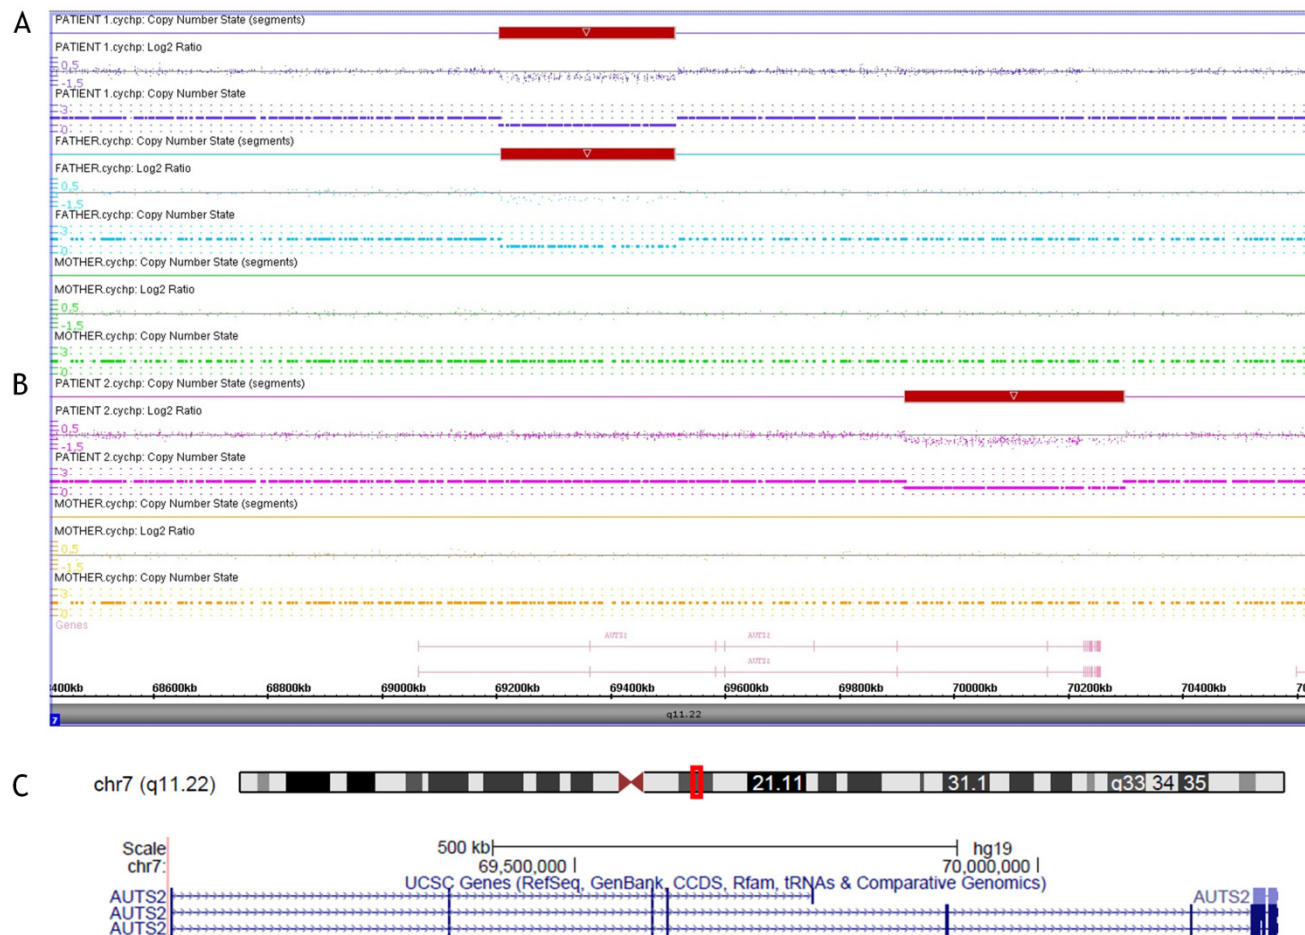 A
PATIENT 1.cychp: Copy Number State (segments)
PATIENT 1.cychp: Log2 Ratio
0,5
-1,5
PATIENT 1.cychp: Copy Number State
3
0
FATHER.cychp: Copy Number State (segments)
FATHER.cychp: Log2 Ratio
0,5
-1,5
FATHER.cychp: Copy Number State
3
0
MOTHER.cychp: Copy Number State (segments)
MOTHER.cychp: Log2 Ratio
0,5
-1,5
MOTHER.cychp: Copy Number State
3
0
B
PATIENT 2.cychp: Copy Number State (segments)
PATIENT 2.cychp: Log2 Ratio
0,5
-1,5
PATIENT 2.cychp: Copy Number State
3
0
MOTHER.cychp: Copy Number State (segments)
MOTHER.cychp: Log2 Ratio
0,5
-1,5
MOTHER.cychp: Copy Number State
3
0
Genes
AUTS2 AUTS2
AUTS2
400kb 68600kb 68800kb 69000kb 69200kb 69400kb 69600kb 69800kb 70000kb 70200kb 70400kb
7 q11.22
C
chr7 (q11.22) 21.11 31.1 q33 34 35
Scale 500 kb hg19
chr7: 69,500,000 70,000,000
UCSC Genes (RefSeq, GenBank, CCDS, Rfam, tRNAs & Comparative Genomics)
AUTS2 AUTS2
AUTS2
AUTS2